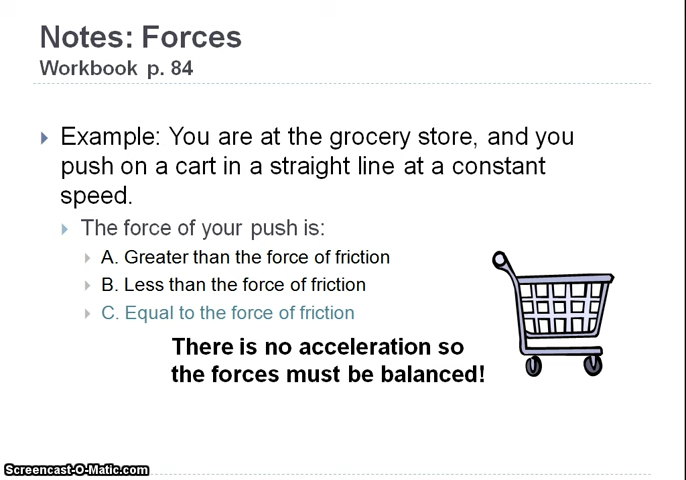 Notes: Forces
Workbook p. 84
Example: You are at the grocery store, and you
push on a cart in a straight line at a constant
speed.
The force of your push is:
A. Greater than the force of friction
B. Less than the force of friction
C. Equal to the force of friction
There is no acceleration so
the forces must be balanced!
Screencast-O-Matic.com